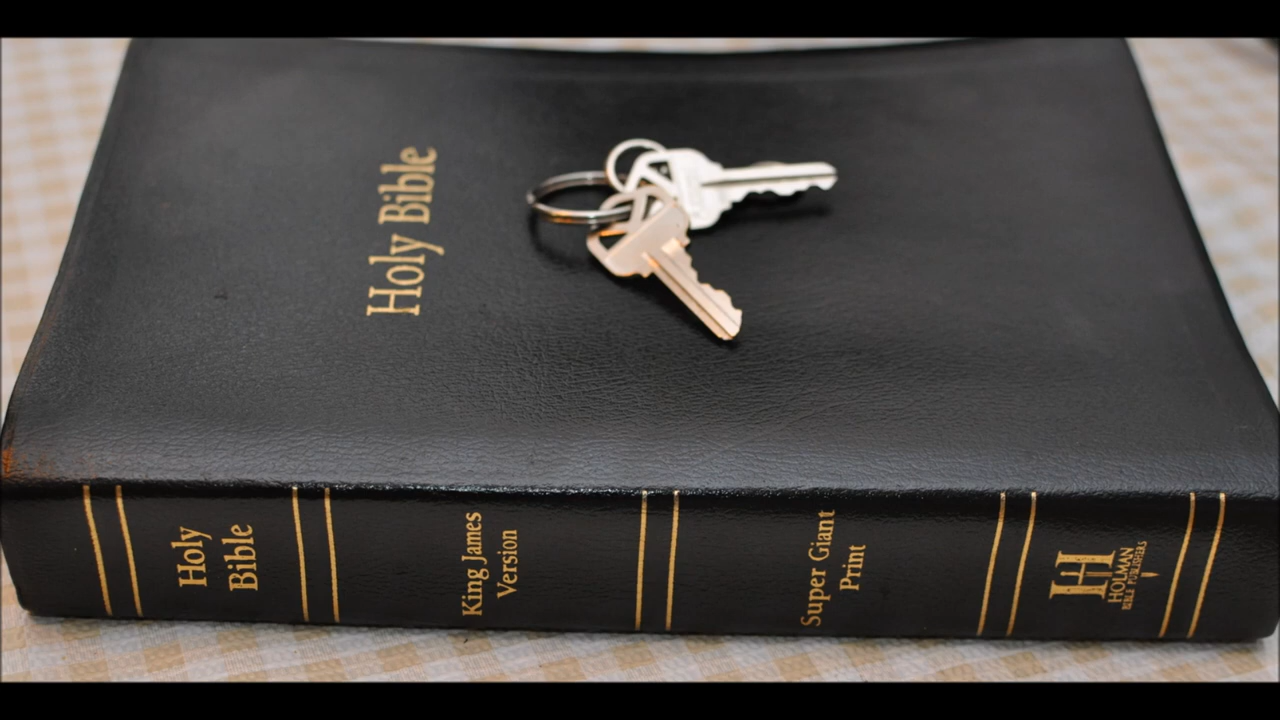 Holy Bible
Holy
Bible
King James
Version
Super Giant
Print
HOLMAN
BIBLE PUBLISHERS